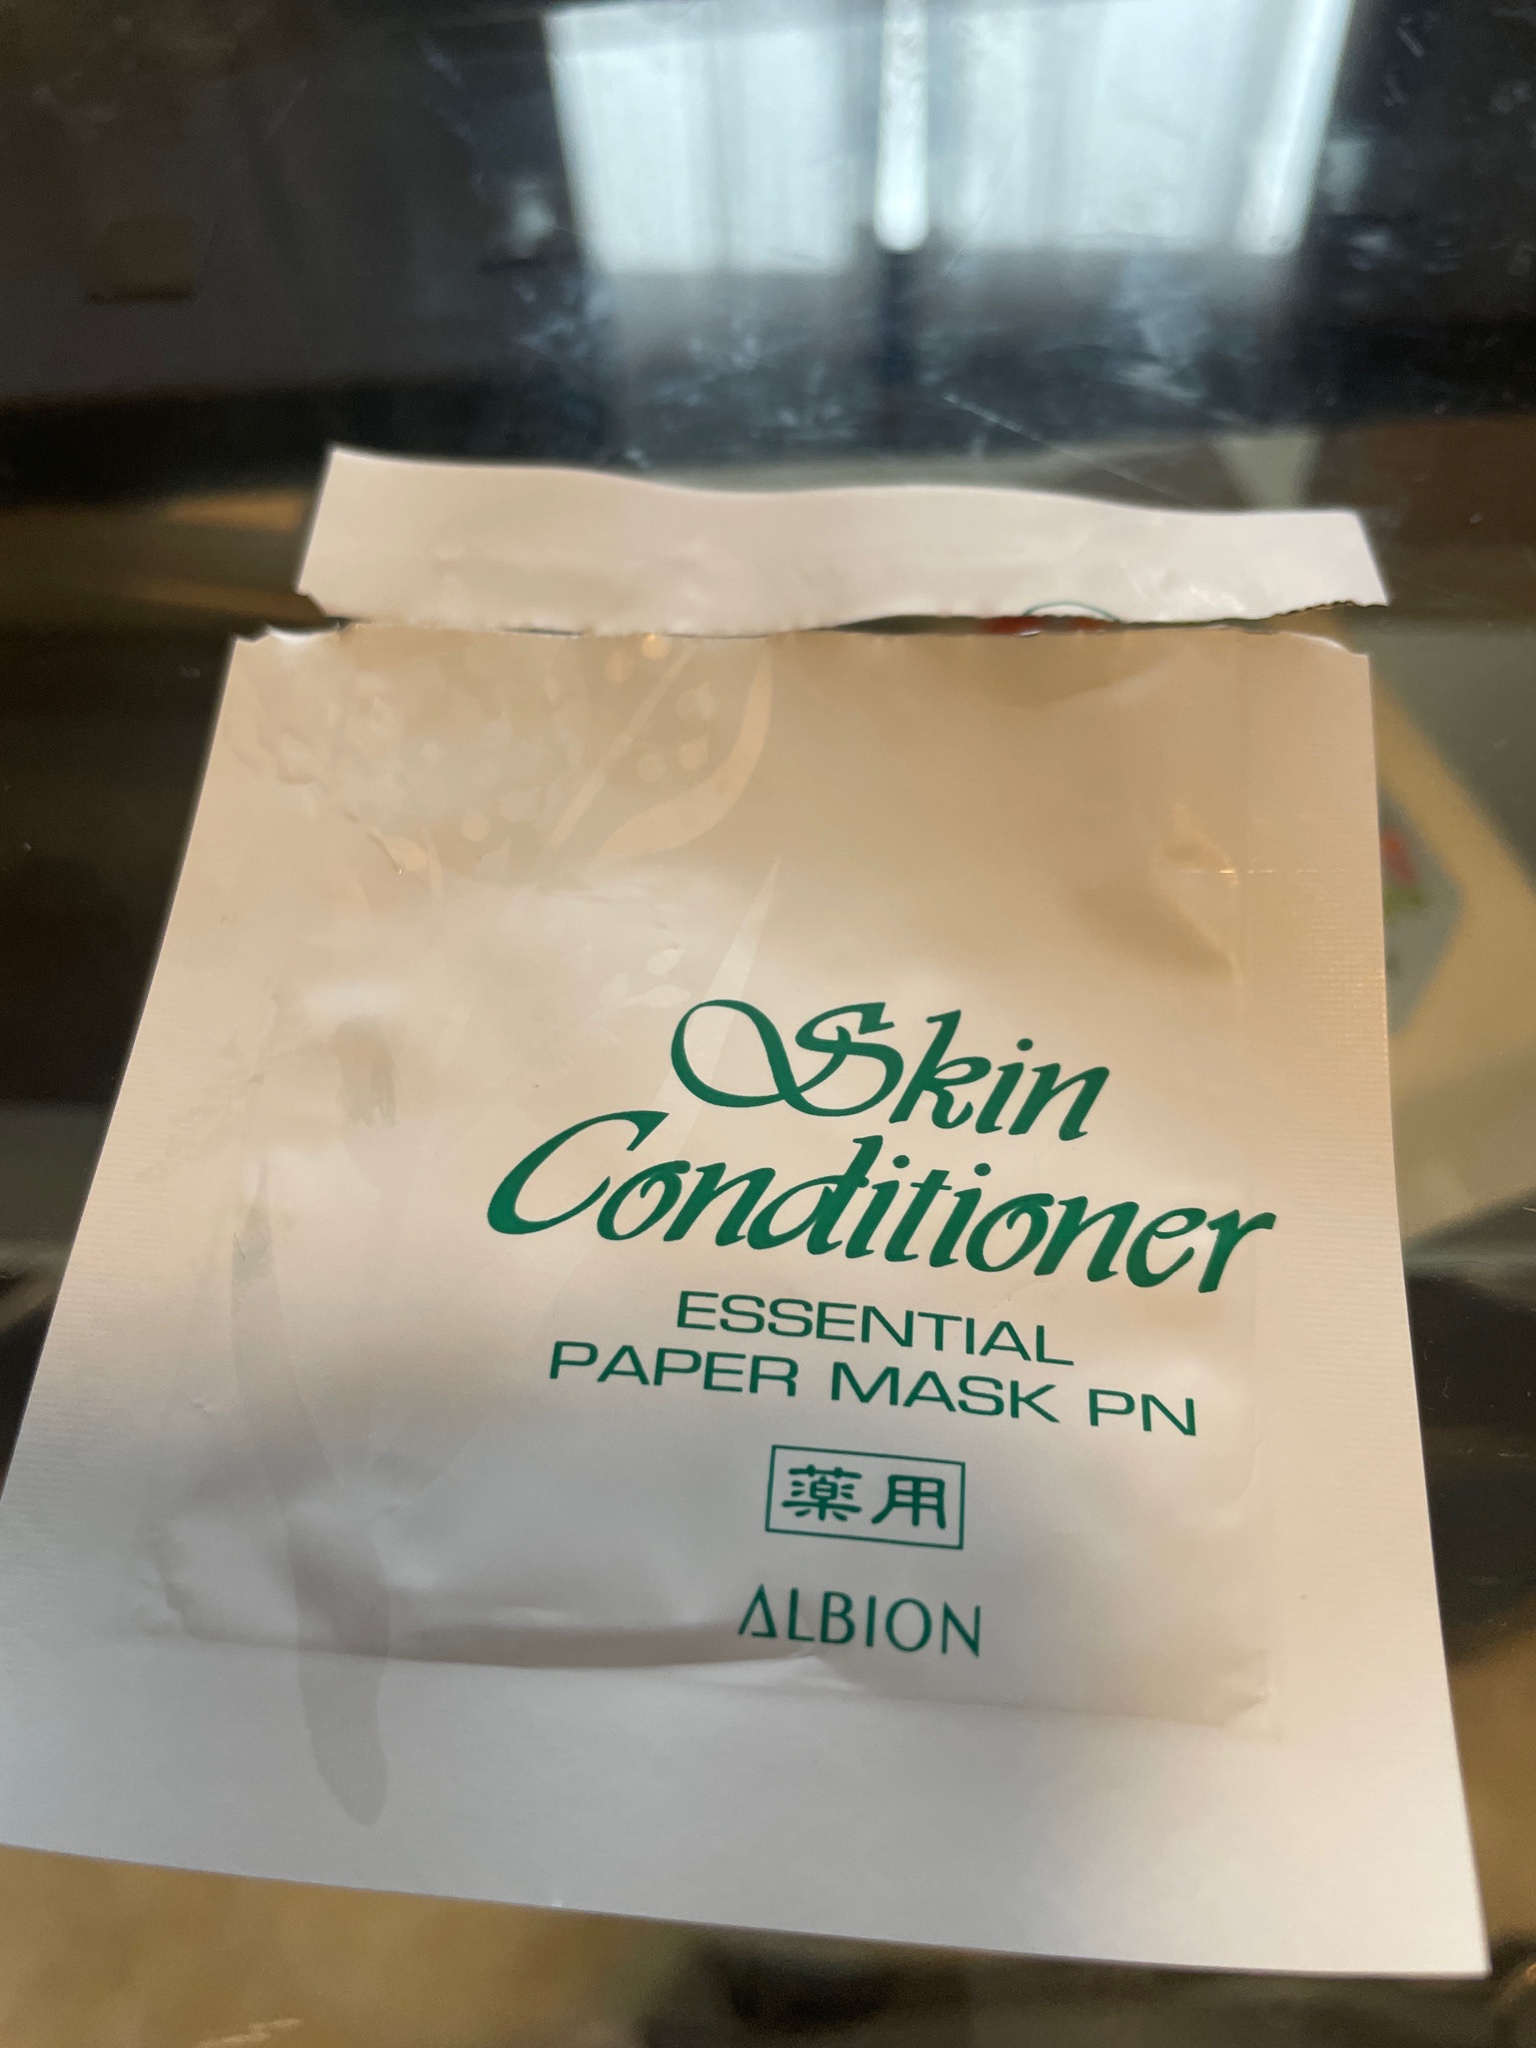 Skin
Conditioner
ESSENTIAL
PAPER MASK PN
薬用
ALBION